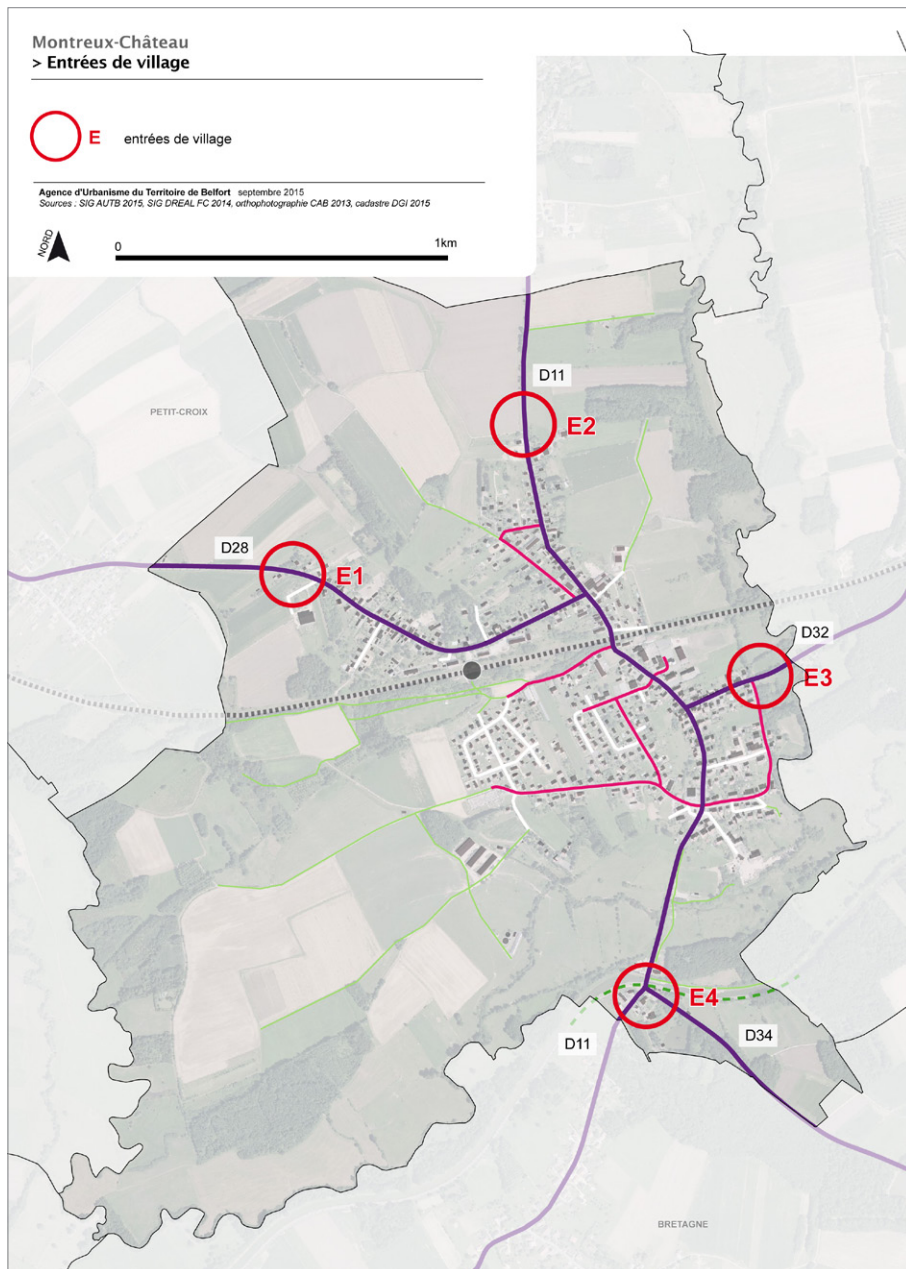 Montreux-Château
> Entrées de village
E entrées de village
Agence d'Urbanisme du Territoire de Belfort septembre 2015
Sources : SIG AUTB 2015, SIG DREAL FC 2014, orthophotographie CAB 2013, cadastre DGI 2015
NORD
0 1km
D11
PETIT-CROIX
E2
D28
E1
D32
E3
E4
D11
D34
BRETAGNE